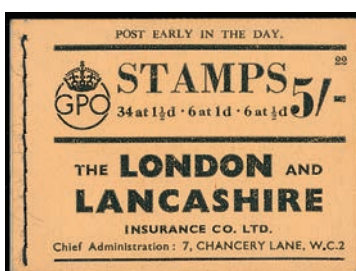 POST EARLY IN THE DAY.
22
GPO STAMPS 5/-
34 at 1½d · 6 at 1d · 6 at ½d
THE LONDON AND
LANCASHIRE
INSURANCE CO. LTD.
Chief Administration : 7, CHANCERY LANE, W.C.2